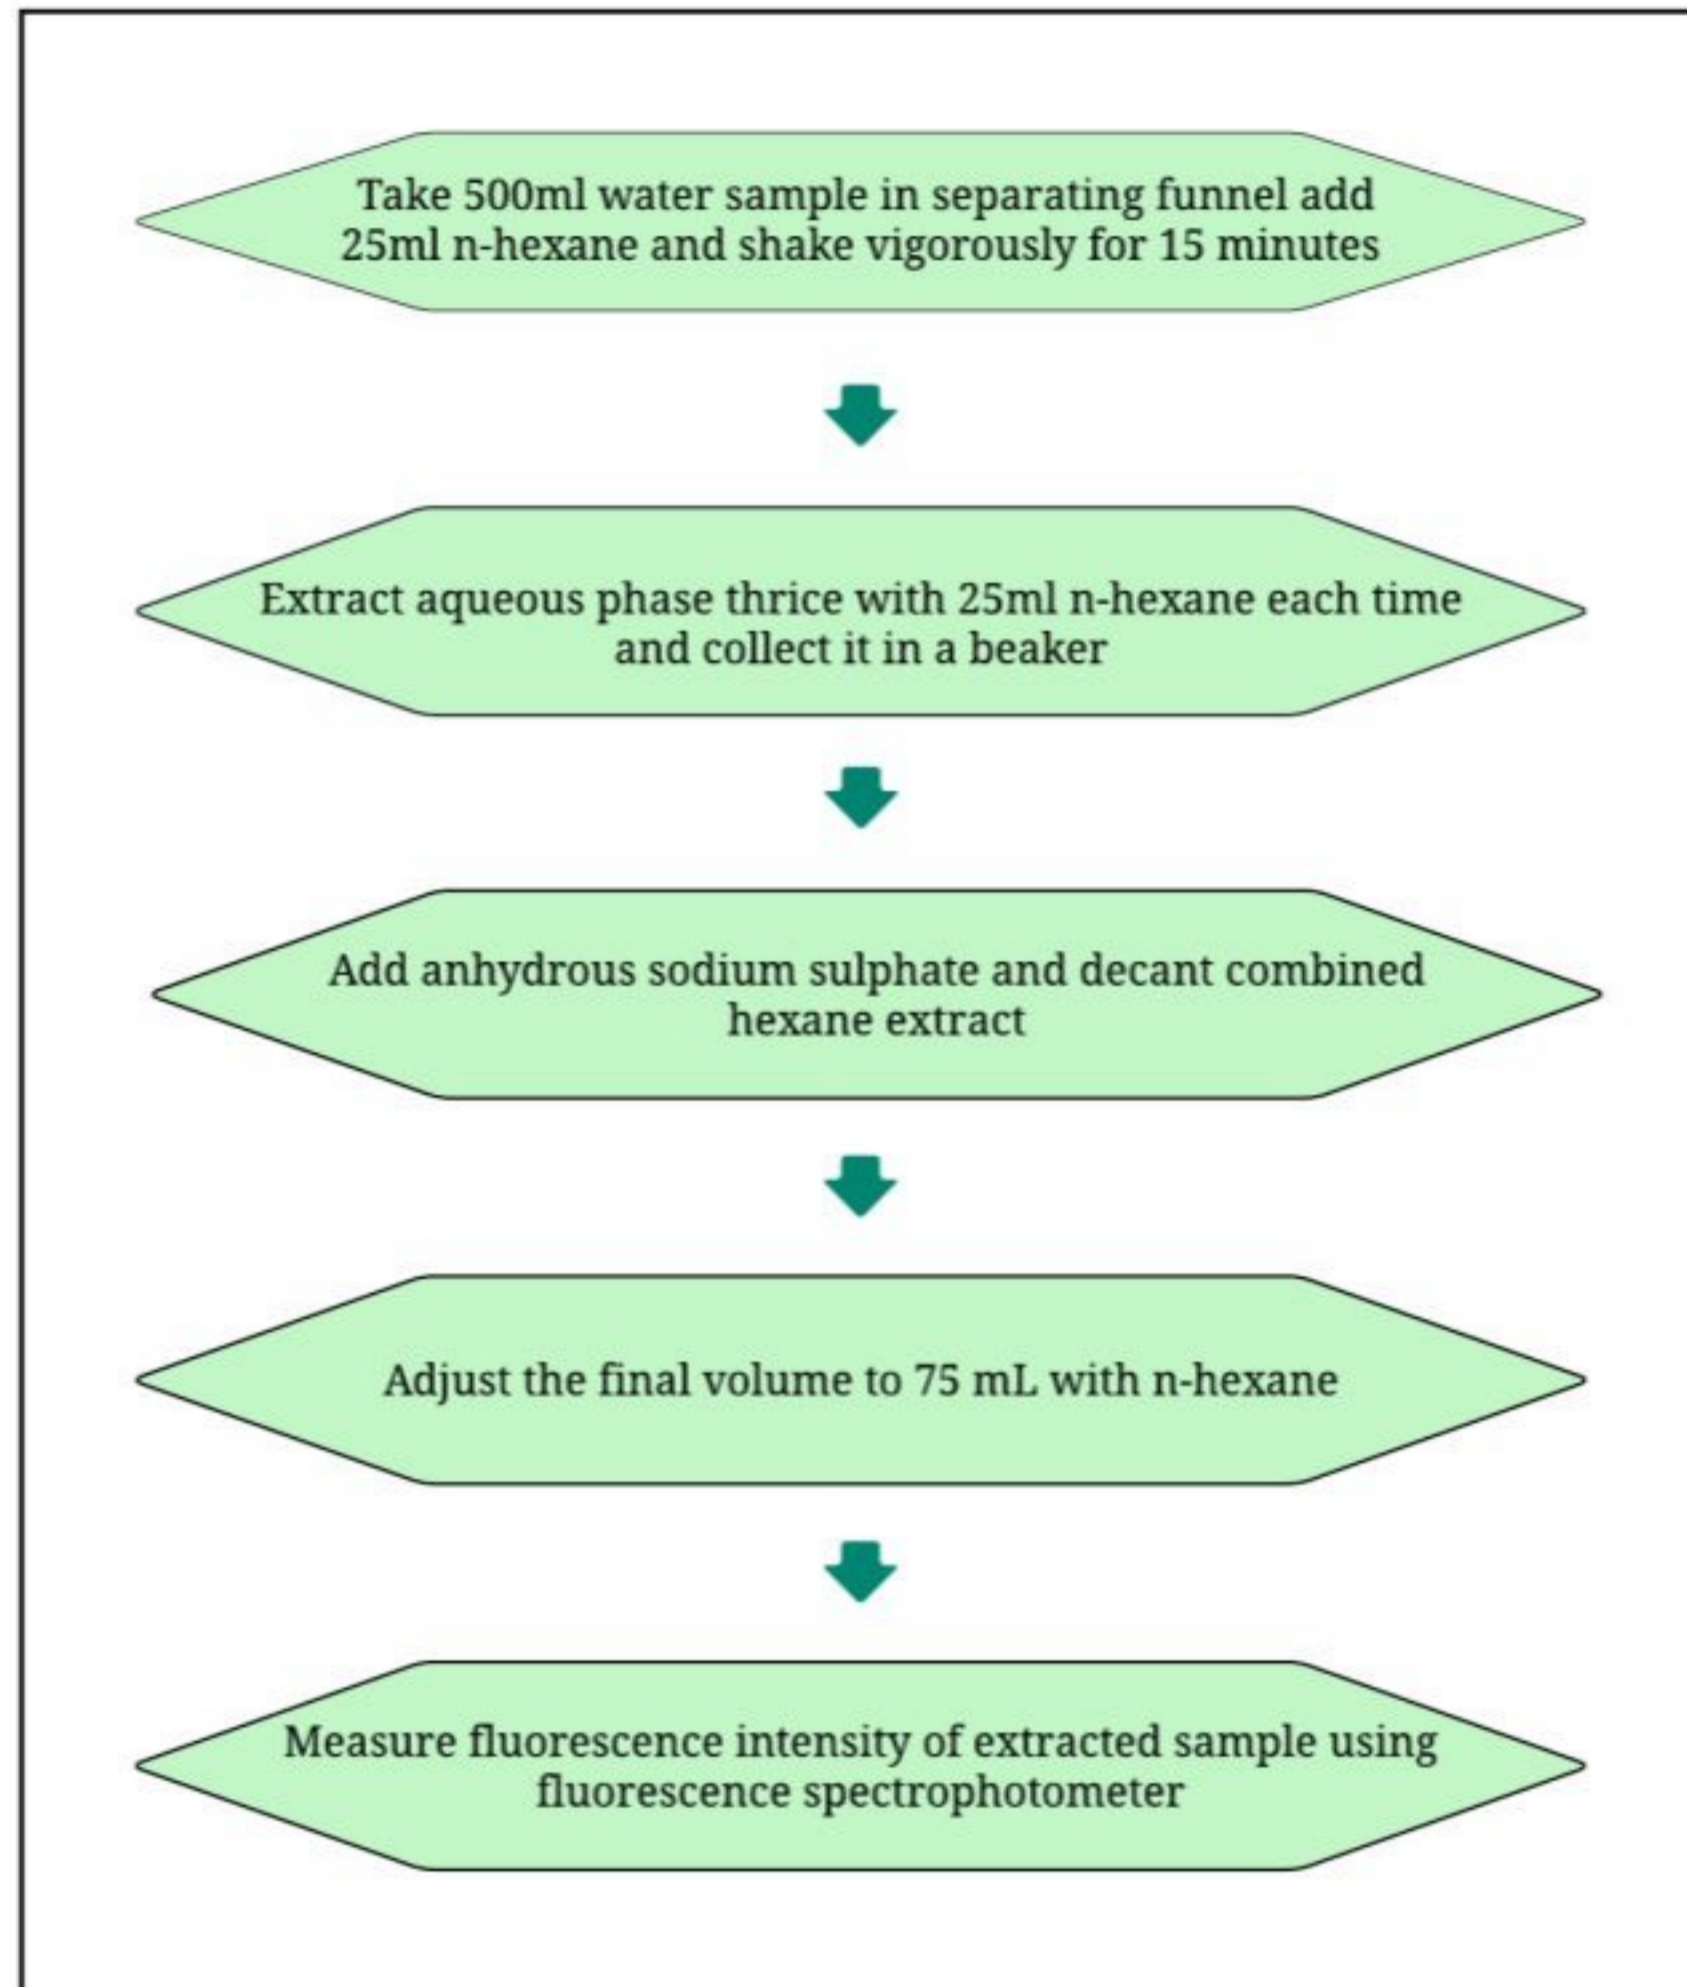 Take 500ml water sample in separating funnel add
25ml n-hexane and shake vigorously for 15 minutes
Extract aqueous phase thrice with 25ml n-hexane each time
and collect it in a beaker
Add anhydrous sodium sulphate and decant combined
hexane extract
Adjust the final volume to 75 mL with n-hexane
Measure fluorescence intensity of extracted sample using
fluorescence spectrophotometer